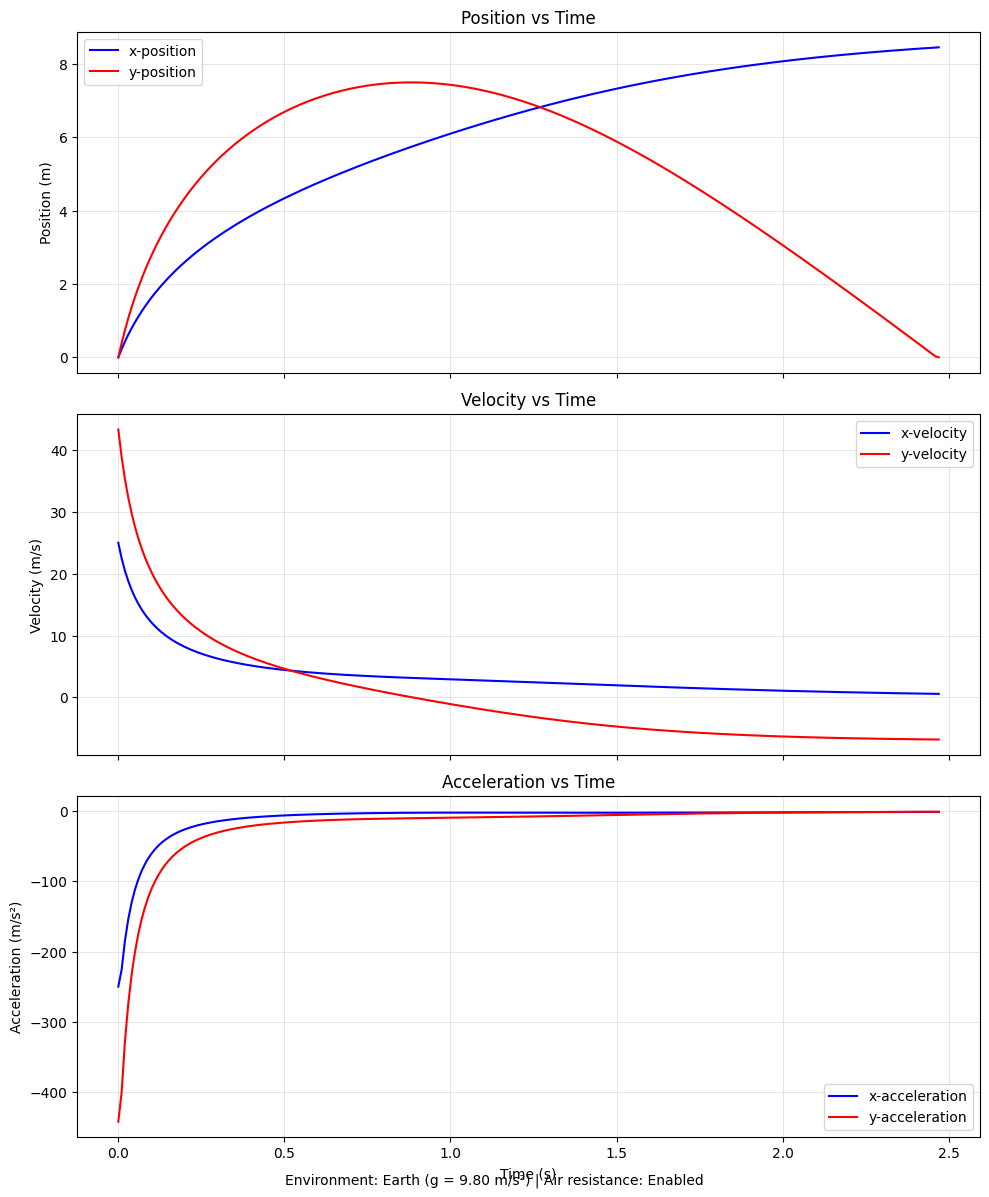 Position vs Time
x-position
y-position
8
6
4
2
0
Position (m)
Velocity vs Time
x-velocity
y-velocity
40
30
20
10
0
Velocity (m/s)
Acceleration vs Time
0
−100
−200
−300
−400
Acceleration (m/s²)
x-acceleration
y-acceleration
0.0 0.5 1.0 1.5 2.0 2.5
Time (s)
Environment: Earth (g = 9.80 m/s²) | Air resistance: Enabled